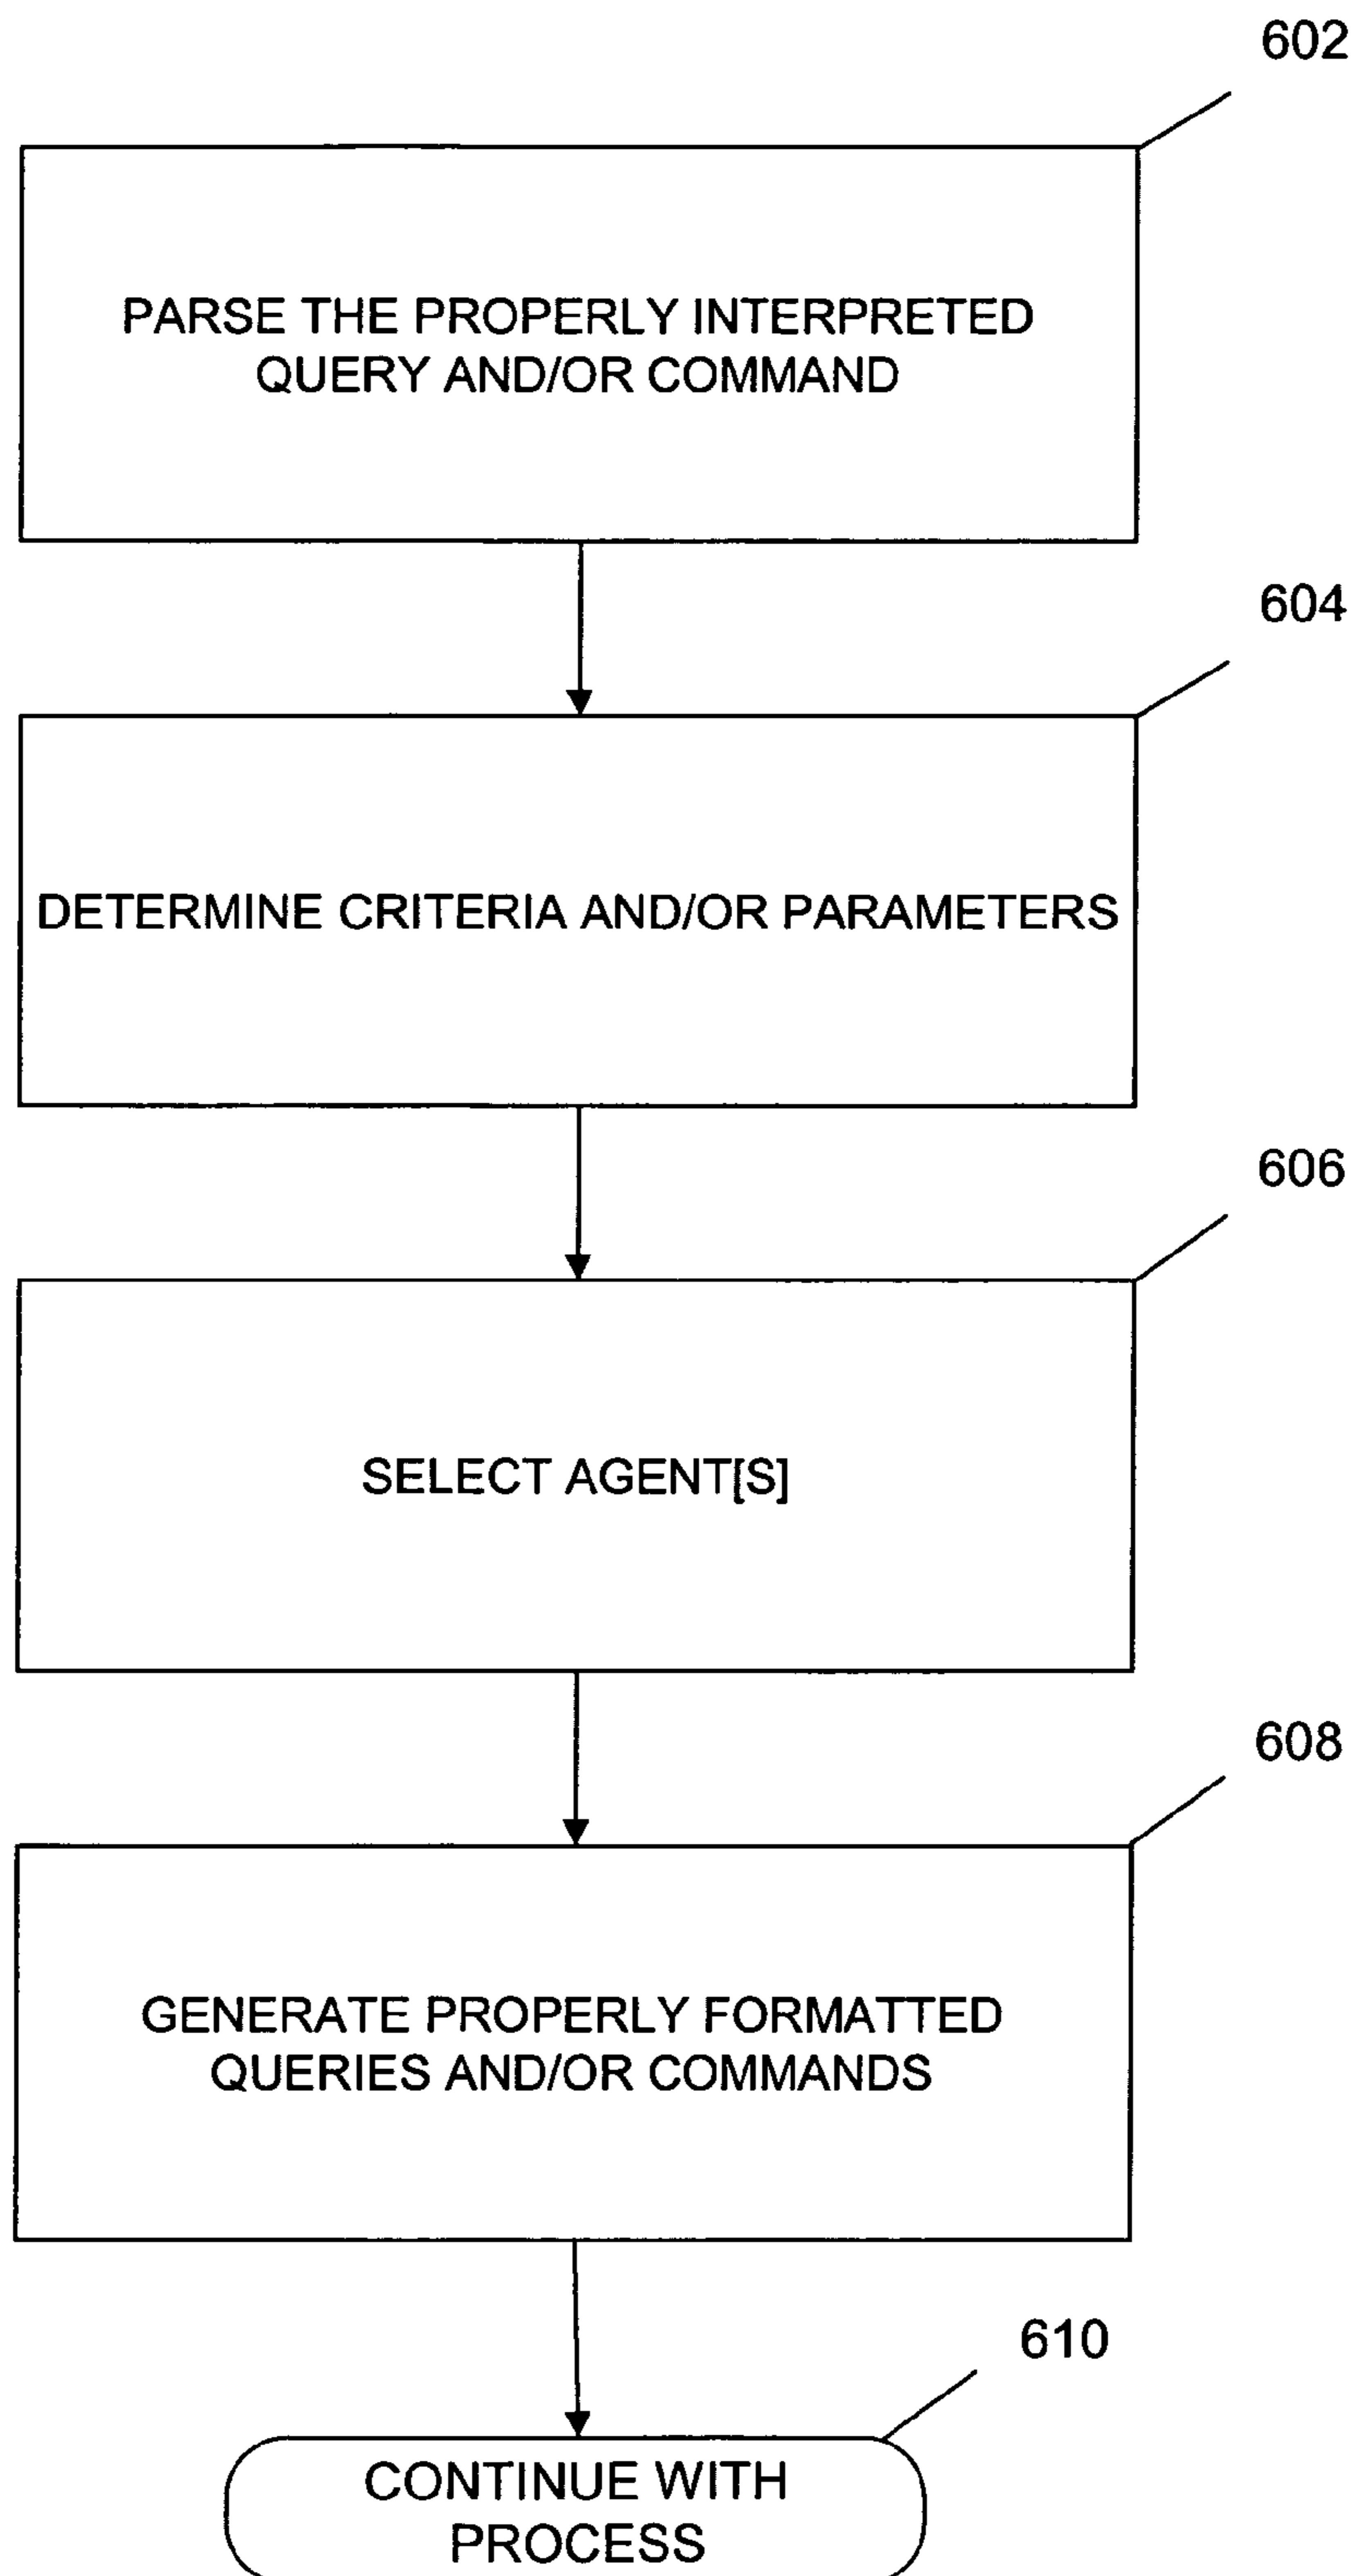 602
PARSE THE PROPERLY INTERPRETED
QUERY AND/OR COMMAND
604
DETERMINE CRITERIA AND/OR PARAMETERS
606
SELECT AGENT[S]
608
GENERATE PROPERLY FORMATTED
QUERIES AND/OR COMMANDS
610
CONTINUE WITH
PROCESS